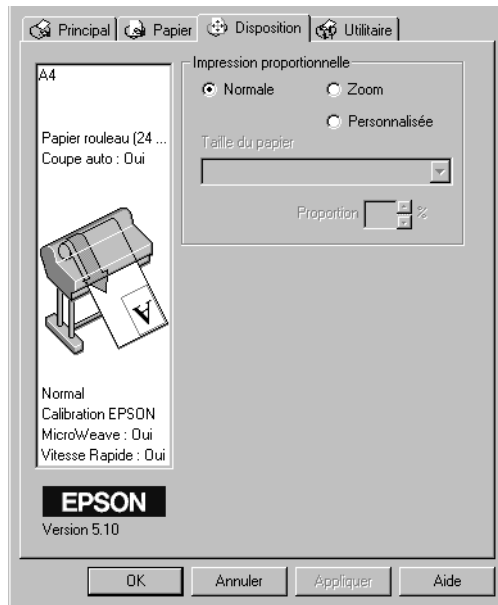 Principal Papier Disposition Utilitaire
A4
Papier rouleau (24 ...
Coupe auto : Oui
A
Normal
Calibration EPSON
MicroWeave : Oui
Vitesse Rapide : Oui
EPSON
Version 5.10
Impression proportionnelle
Normale Zoom
Personnalisée
Taille du papier
Proportion %
OK Annuler Appliquer Aide